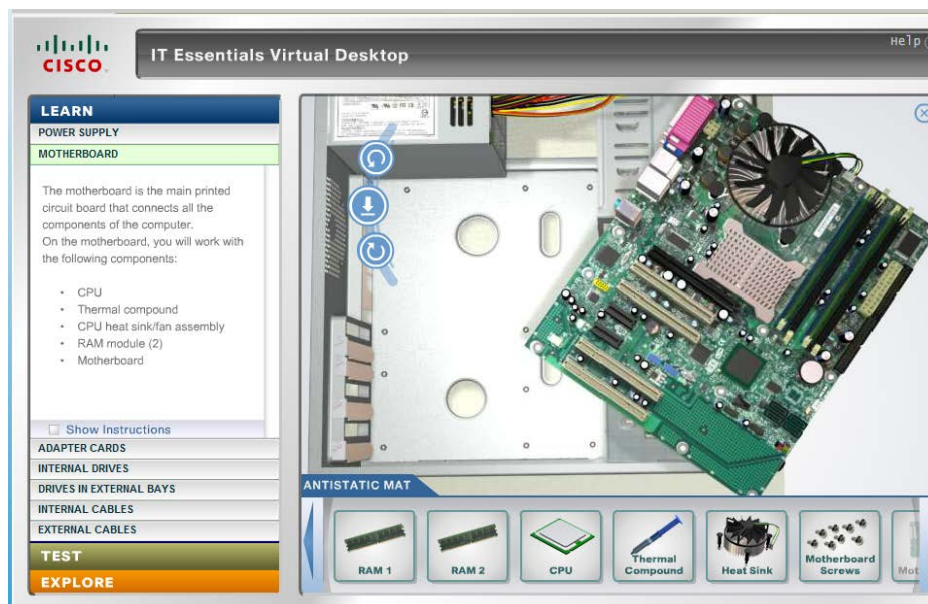 CISCO
IT Essentials Virtual Desktop
Help
LEARN
POWER SUPPLY
MOTHERBOARD
The motherboard is the main printed
circuit board that connects all the
components of the computer.
On the motherboard, you will work with
the following components:
• CPU
• Thermal compound
• CPU heat sink/fan assembly
• RAM module (2)
• Motherboard
Show Instructions
ADAPTER CARDS
INTERNAL DRIVES
DRIVES IN EXTERNAL BAYS
INTERNAL CABLES
EXTERNAL CABLES
TEST
EXPLORE
ANTISTATIC MAT
RAM 1
RAM 2
CPU
Thermal
Compound
Heat Sink
Motherboard
Screws
Mot